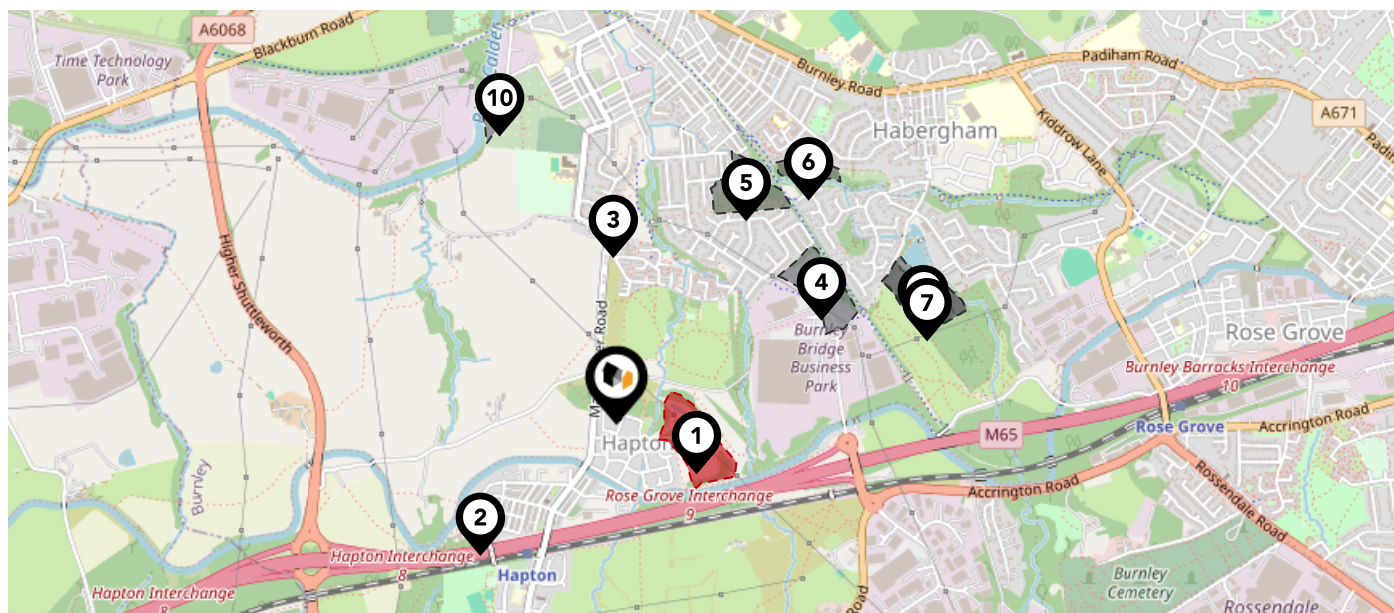 A6068
Blackburn Road
Calder
Time Technology
Park
Burnley Road
Padiham Road
A671
10
Habergham
Kiddrow Lane
6
5
3
Higher Shuttleworth
4
7
Road
Burnley
Bridge
Business
Park
Rose Grove
Burnley Barracks Interchange
10
Hapton
1
M65
Rose Grove
Accrington Road
Burnley
Rose Grove Interchange
9
Accrington Road
Rossendale Road
2
Hapton Interchange
8
Hapton
Hapton Interchange
8
Road
Burnley
Cemetery
Rossendale